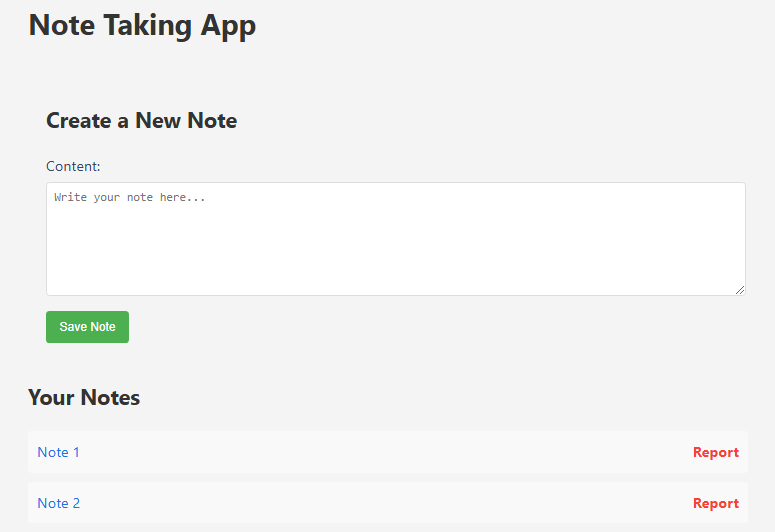 Note Taking App
Create a New Note
Content:
Write your note here...
Save Note
Your Notes
Note 1 Report
Note 2 Report